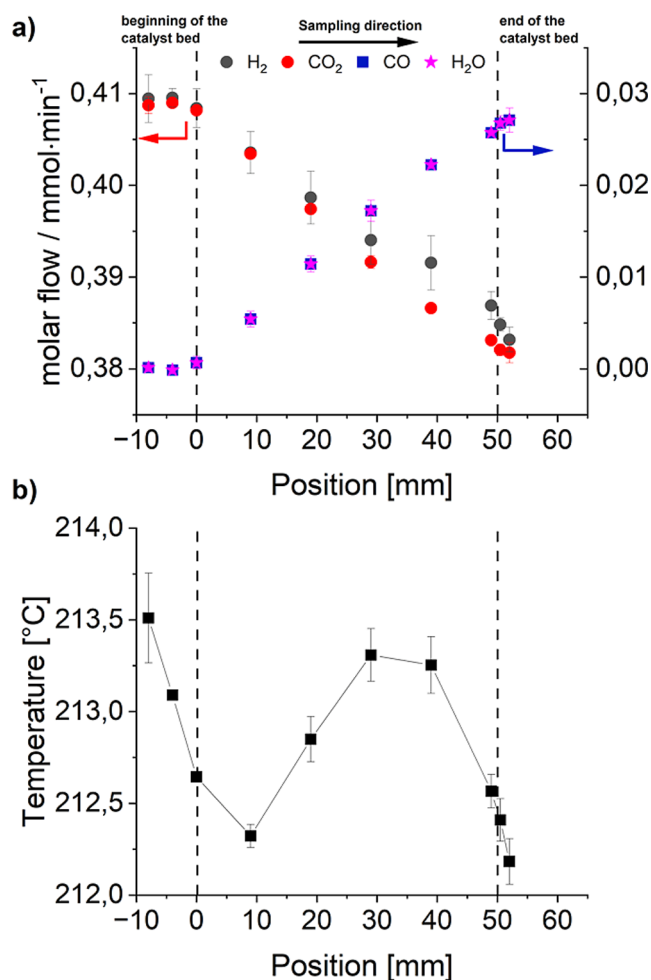 a)
beginning of the
catalyst bed
Sampling direction
end of the
catalyst bed
H₂ CO₂ CO H₂O
molar flow / mmol·min⁻¹
0,41
0,40
0,39
0,38
0,03
0,02
0,01
0,00
−10 0 10 20 30 40 50 60
Position [mm]
b)
Temperature [°C]
214,0
213,5
213,0
212,5
212,0
−10 0 10 20 30 40 50 60
Position [mm]